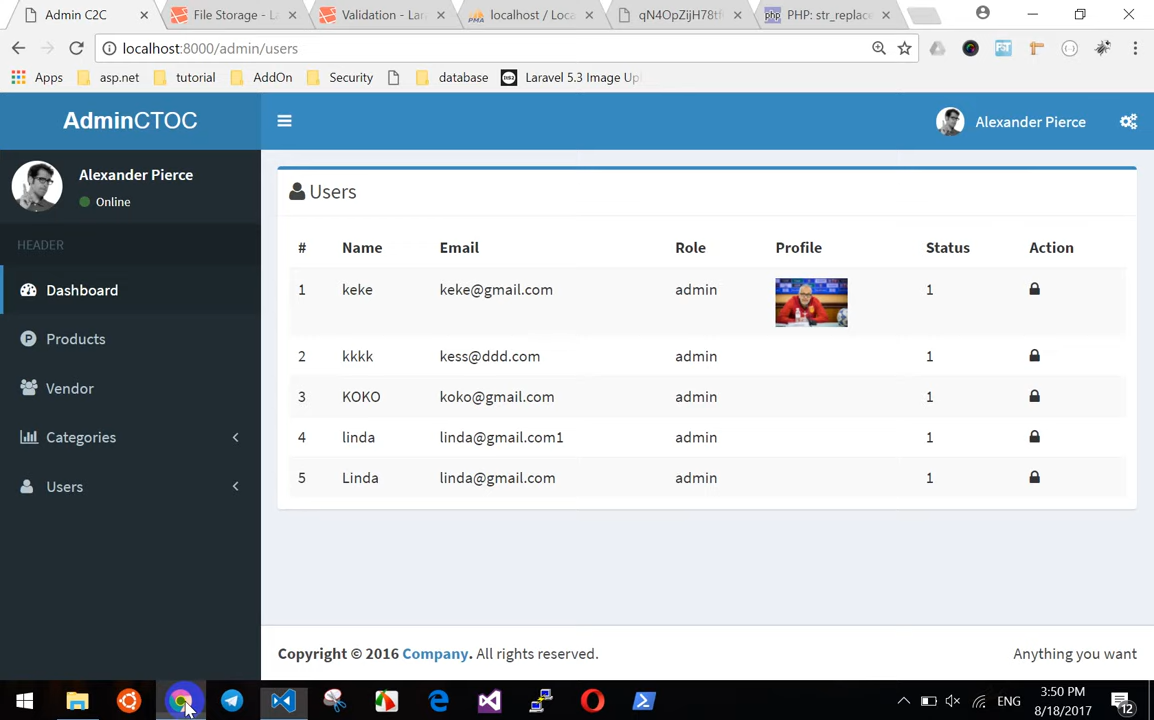 Admin C2C
File Storage - La
Validation - Lar
localhost / Loca
qN4OpZijH78tf
PHP: str_replace
localhost:8000/admin/users
Apps
asp.net
tutorial
AddOn
Security
database
Laravel 5.3 Image Up
AdminCTOC
Alexander Pierce
Alexander Pierce
Online
HEADER
Dashboard
Products
Vendor
Categories
Users
Users
# Name Email Role Profile Status Action
1 keke keke@gmail.com admin 1
2 kkkk kess@ddd.com admin 1
3 KOKO koko@gmail.com admin 1
4 linda linda@gmail.com1 admin 1
5 Linda linda@gmail.com admin 1
Copyright © 2016 Company. All rights reserved.
Anything you want
ENG
3:50 PM
8/18/2017
12